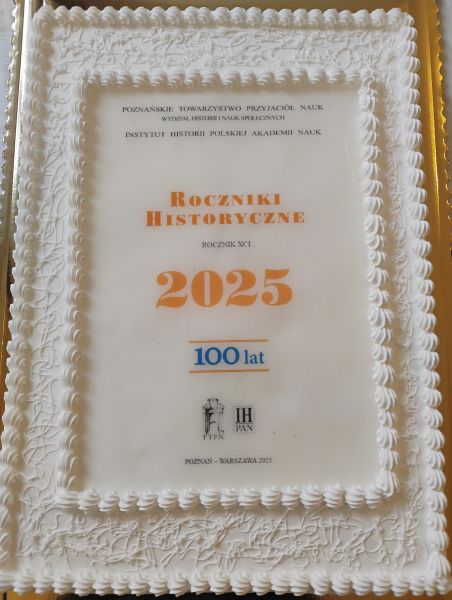 POZNAŃSKIE TOWARZYSTWO PRZYJACIÓŁ NAUK
WYDZIAŁ HISTORII I NAUK SPOŁECZNYCH
INSTYTUT HISTORII POLSKIEJ AKADEMII NAUK
ROCZNIKI
HISTORYCZNE
ROCZNIK XCI
2025
100 lat
PTPN
IH
PAN
POZNAŃ – WARSZAWA 2025